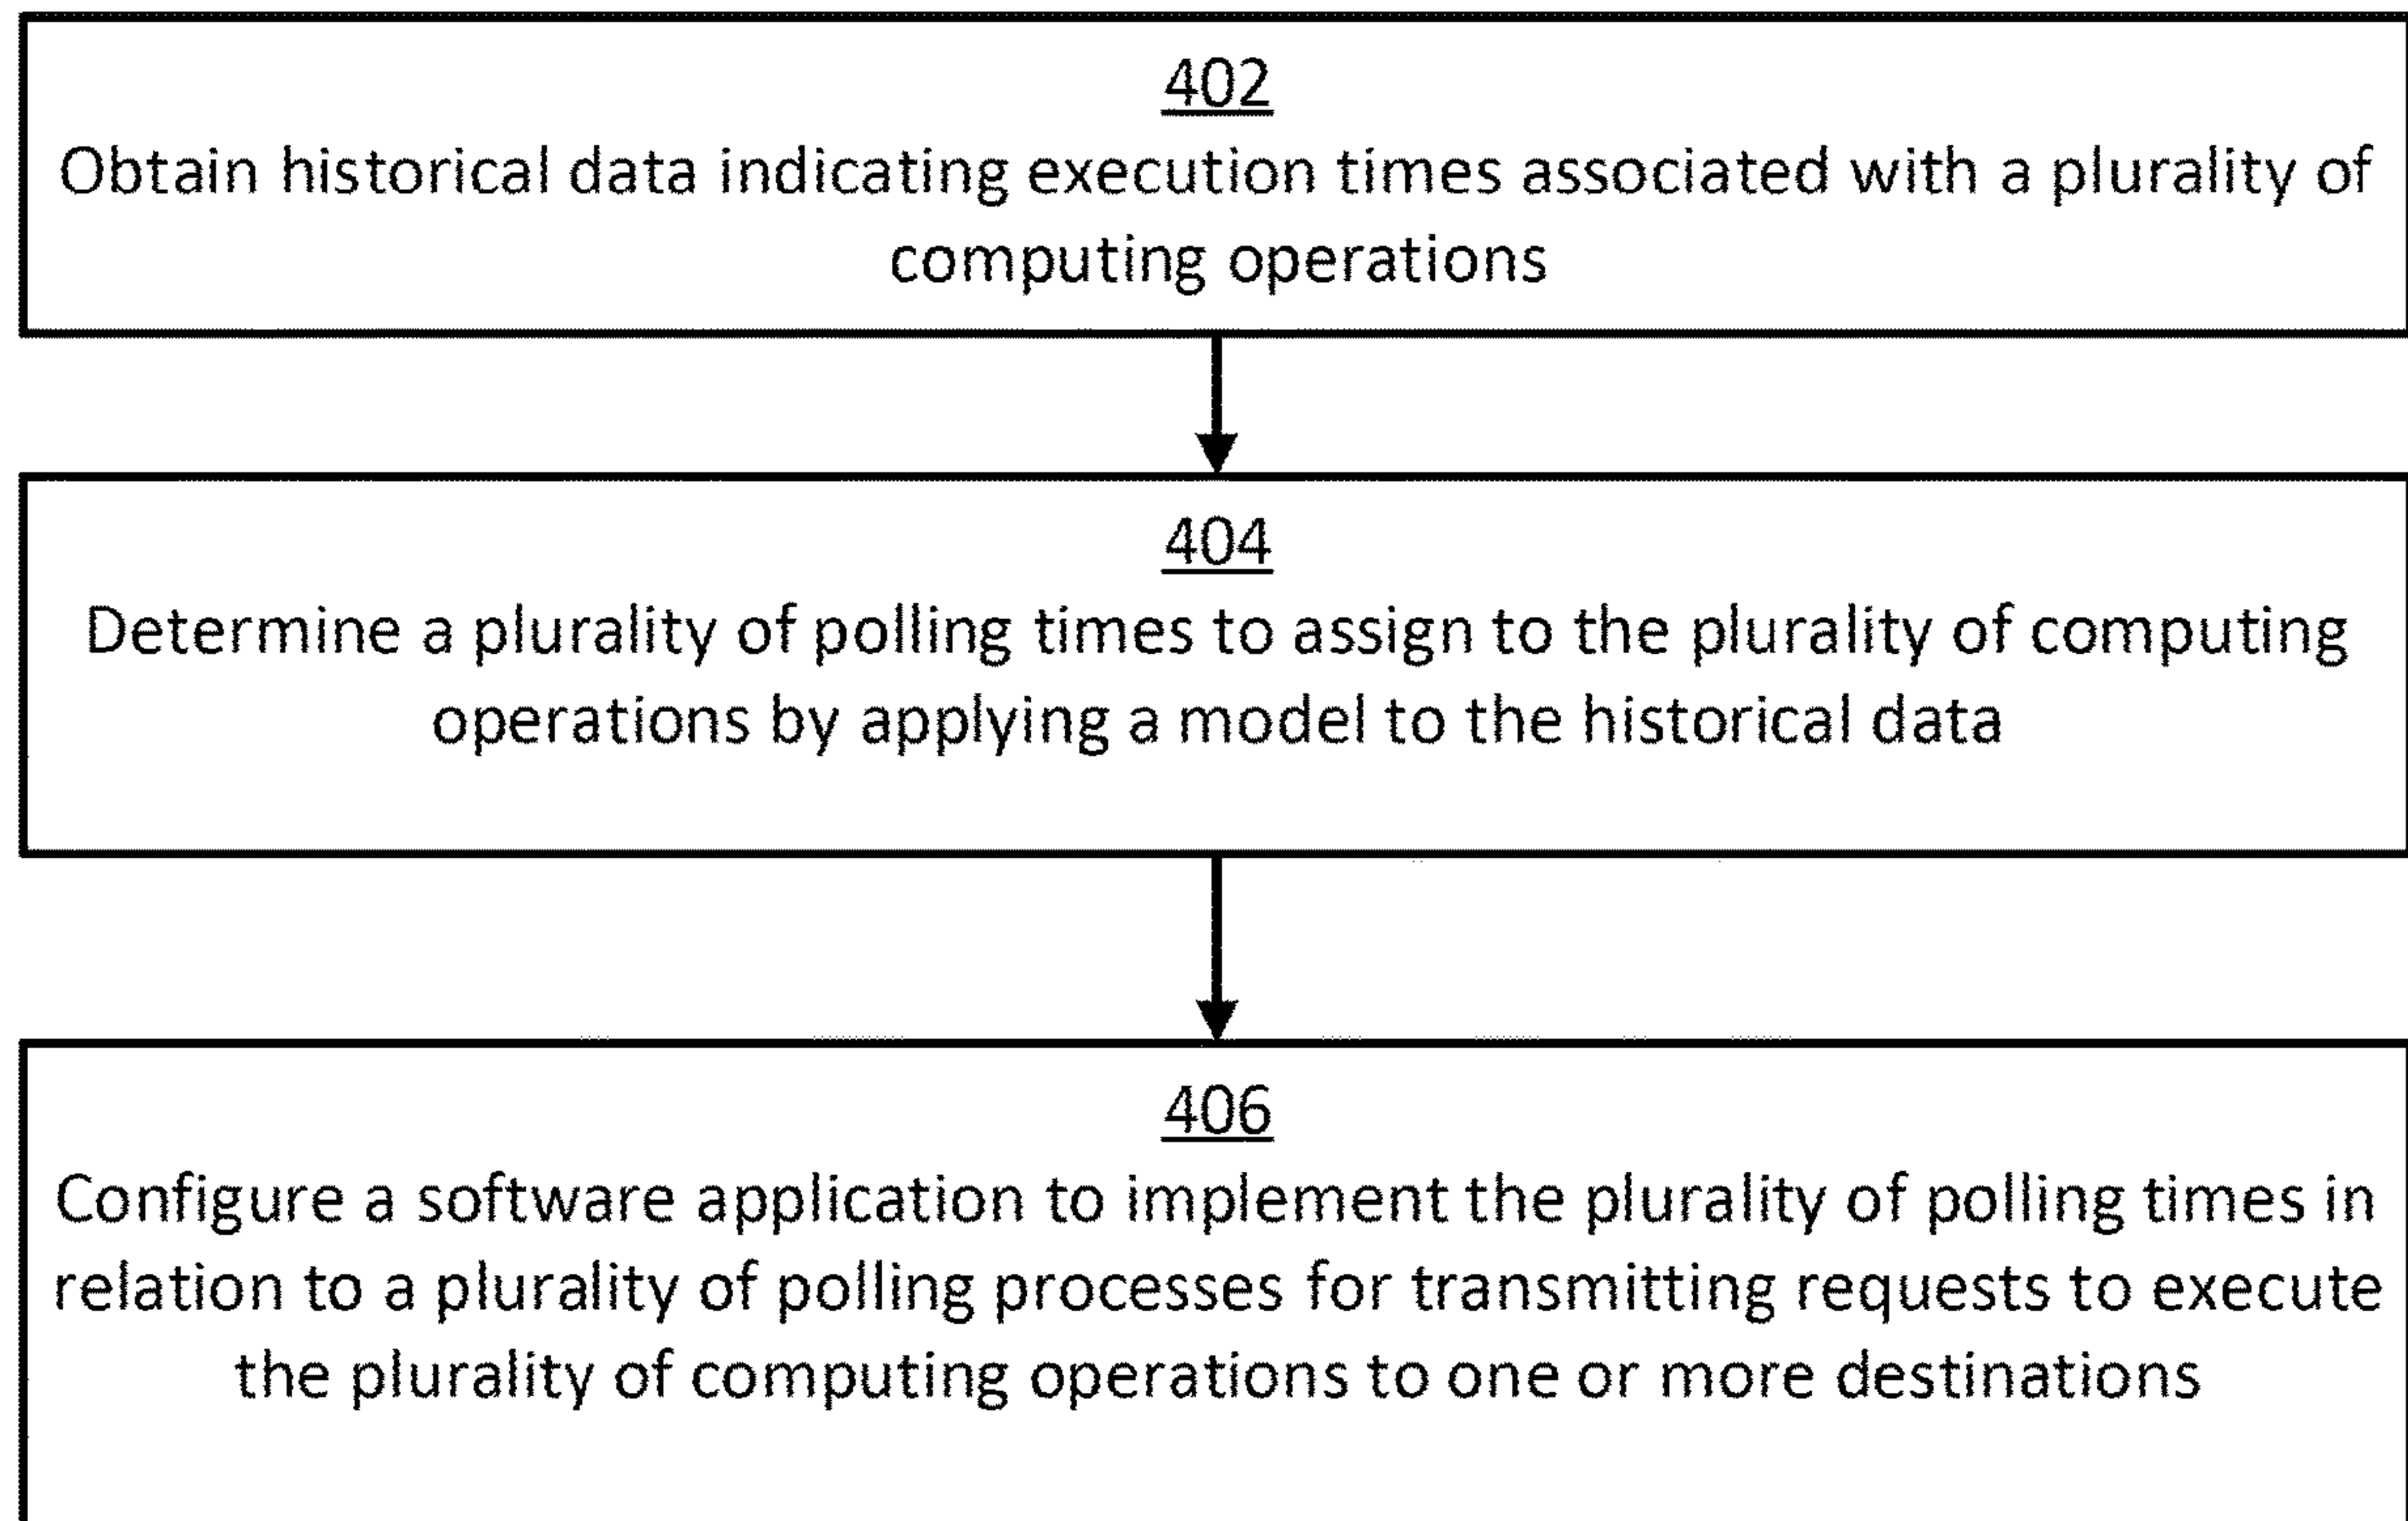 402
Obtain historical data indicating execution times associated with a plurality of
computing operations
404
Determine a plurality of polling times to assign to the plurality of computing
operations by applying a model to the historical data
406
Configure a software application to implement the plurality of polling times in
relation to a plurality of polling processes for transmitting requests to execute
the plurality of computing operations to one or more destinations